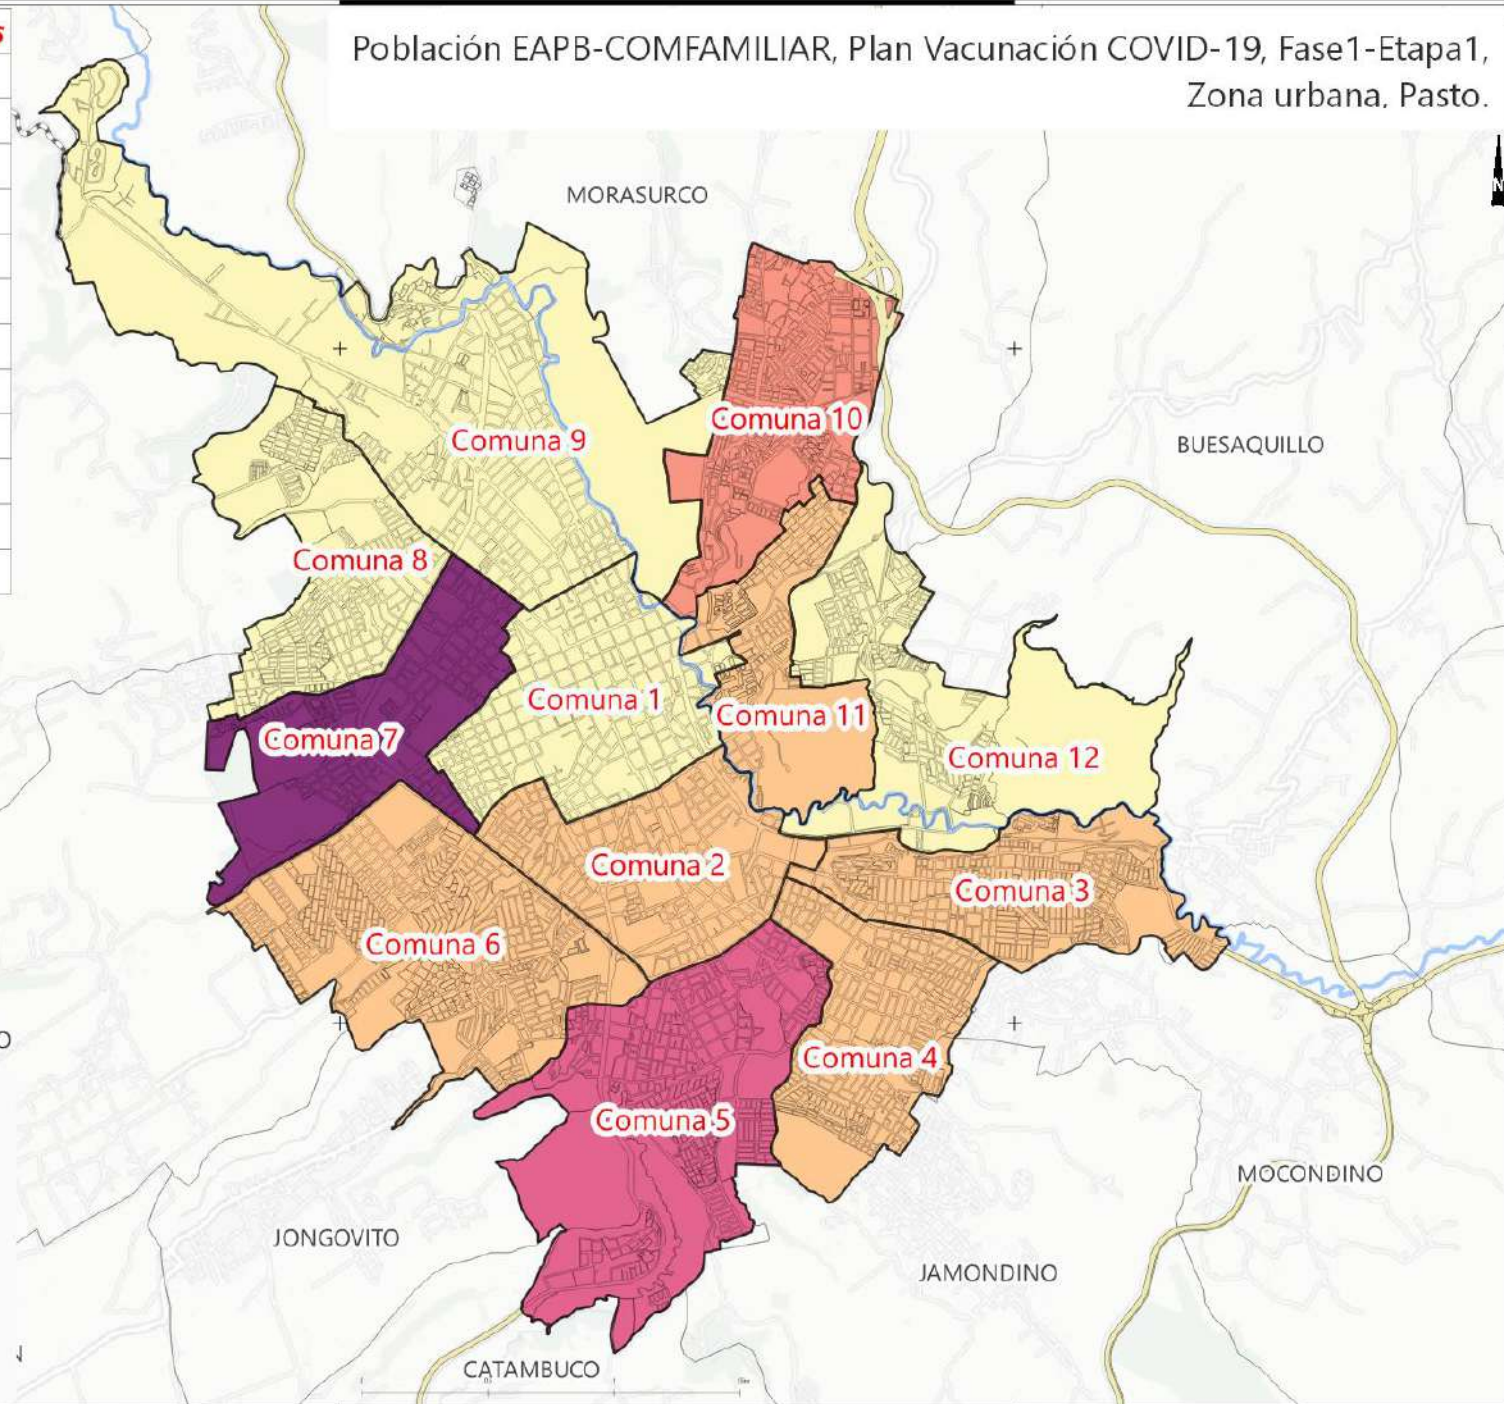 Población EAPB-COMFAMILIAR, Plan Vacunación COVID-19, Fase1-Etapa1,
Zona urbana, Pasto.
MORASURCO
N
Comuna 10
Comuna 9
BUESAQUILLO
Comuna 8
Comuna 1
Comuna 11
Comuna 7
Comuna 12
Comuna 2
Comuna 3
Comuna 6
Comuna 4
Comuna 5
MOCONDINO
JONGOVITO
JAMONDINO
CATAMBUCO